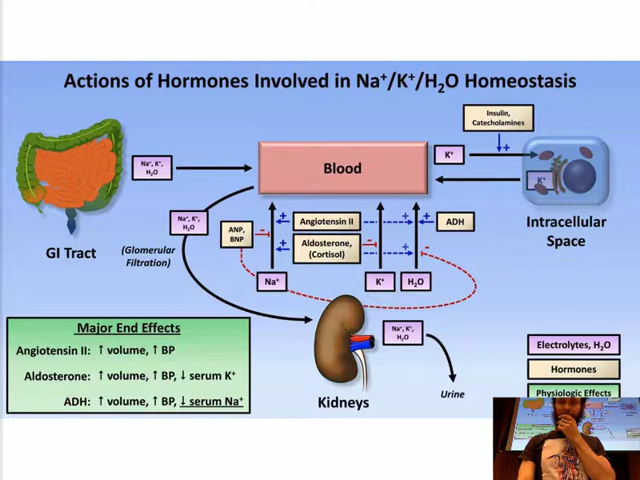 Actions of Hormones Involved in Na⁺/K⁺/H₂O Homeostasis
Insulin,
Catecholamines
+
Na⁺, K⁺,
H₂O
Blood
K⁺
K⁺
GI Tract
Na⁺, K⁺,
H₂O
(Glomerular
Filtration)
ANP,
BNP
-
+
Angiotensin II
+
+
ADH
+
Aldosterone,
(Cortisol)
-
+
-
Intracellular
Space
Na⁺
K⁺
H₂O
Major End Effects
Angiotensin II: ↑ volume, ↑ BP
Aldosterone: ↑ volume, ↑ BP, ↓ serum K⁺
ADH: ↑ volume, ↑ BP, ↓ serum Na⁺
Kidneys
Na⁺, K⁺,
H₂O
Urine
Electrolytes, H₂O
Hormones
Physiologic Effects